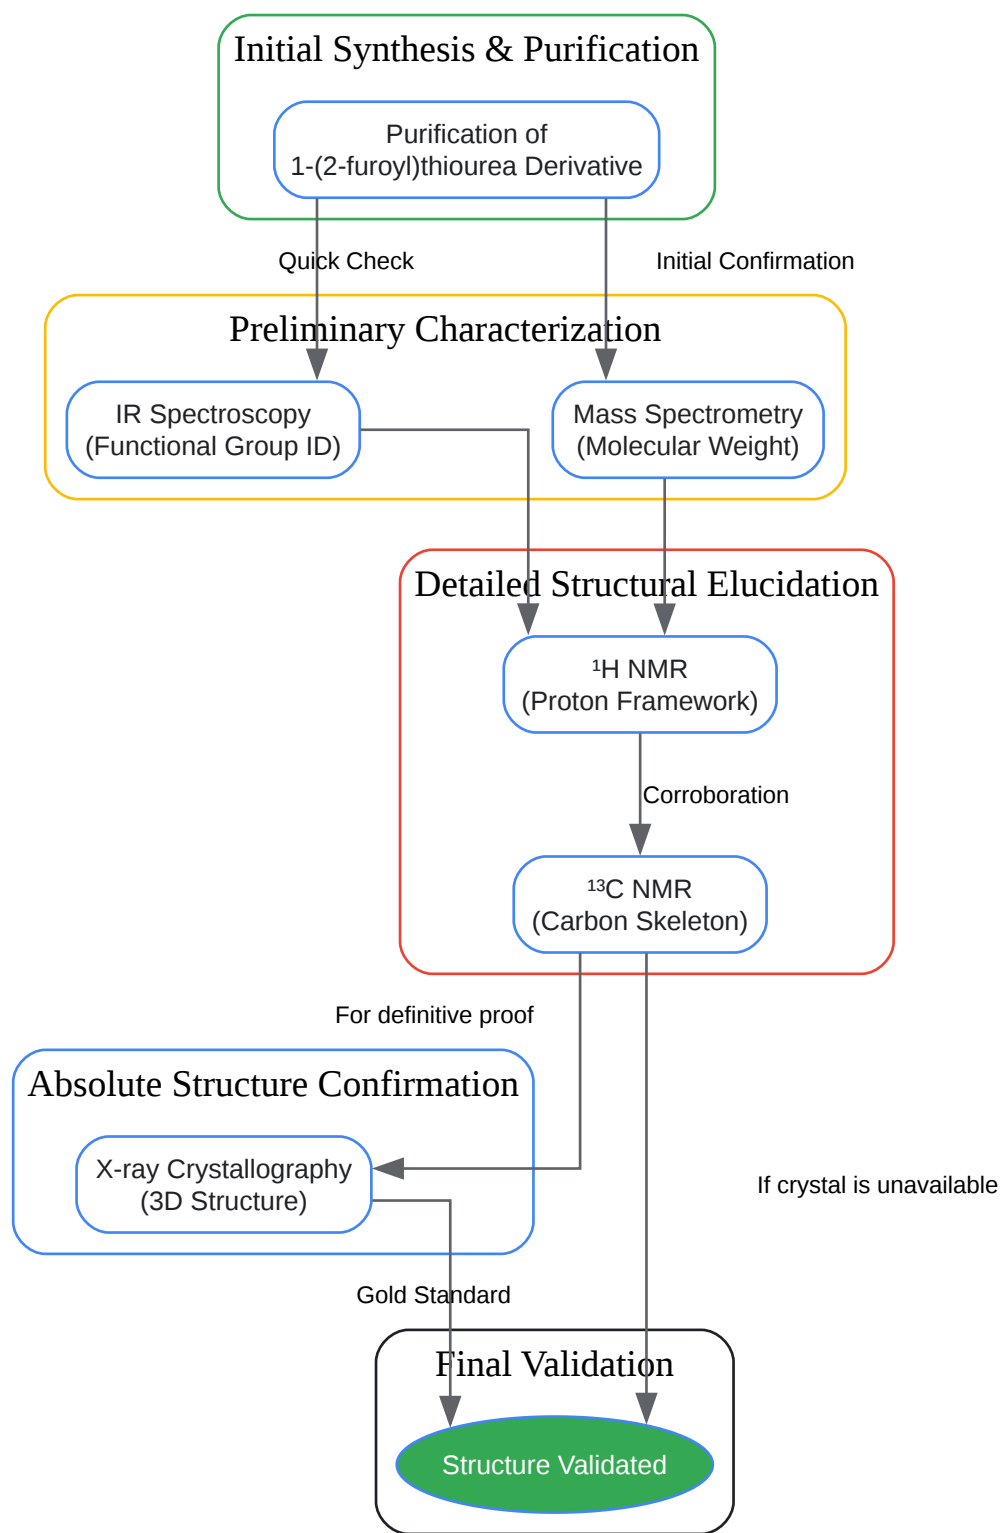 Initial Synthesis & Purification
Purification of
1-(2-furoyl)thiourea Derivative
Quick Check
Initial Confirmation
Preliminary Characterization
IR Spectroscopy
(Functional Group ID)
Mass Spectrometry
(Molecular Weight)
Detailed Structural Elucidation
¹H NMR
(Proton Framework)
Corroboration
¹³C NMR
(Carbon Skeleton)
For definitive proof
Absolute Structure Confirmation
X-ray Crystallography
(3D Structure)
If crystal is unavailable
Gold Standard
Final Validation
Structure Validated